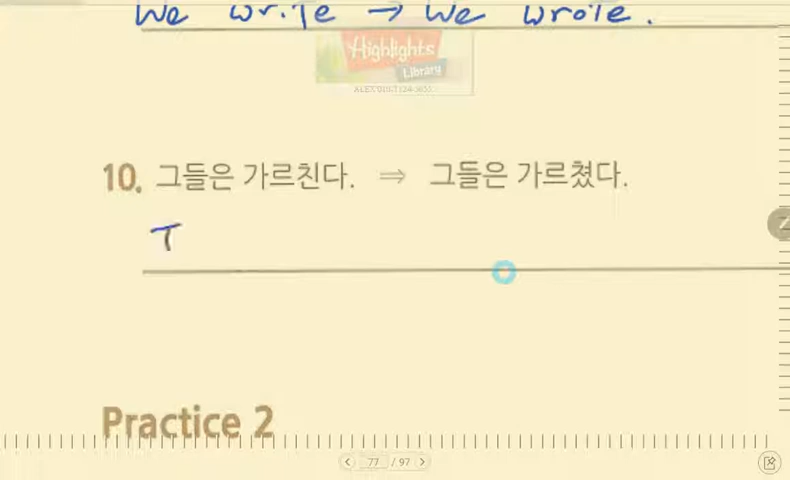 We write → We wrote.
Highlights
Library
10. 그들은 가르친다. ⇒ 그들은 가르쳤다.
T
Practice 2
77 / 97